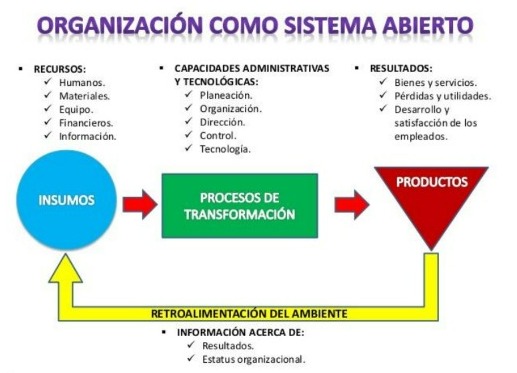 ORGANIZACIÓN COMO SISTEMA ABIERTO
▪ RECURSOS:
✓ Humanos.
✓ Materiales.
✓ Equipo.
✓ Financieros.
✓ Información.
▪ CAPACIDADES ADMINISTRATIVAS
Y TECNOLÓGICAS:
✓ Planeación.
✓ Organización.
✓ Dirección.
✓ Control.
✓ Tecnología.
▪ RESULTADOS:
✓ Bienes y servicios.
✓ Pérdidas y utilidades.
✓ Desarrollo y
satisfacción de los
empleados.
INSUMOS
PROCESOS DE
TRANSFORMACIÓN
PRODUCTOS
RETROALIMENTACIÓN DEL AMBIENTE
▪ INFORMACIÓN ACERCA DE:
✓ Resultados.
✓ Estatus organizacional.